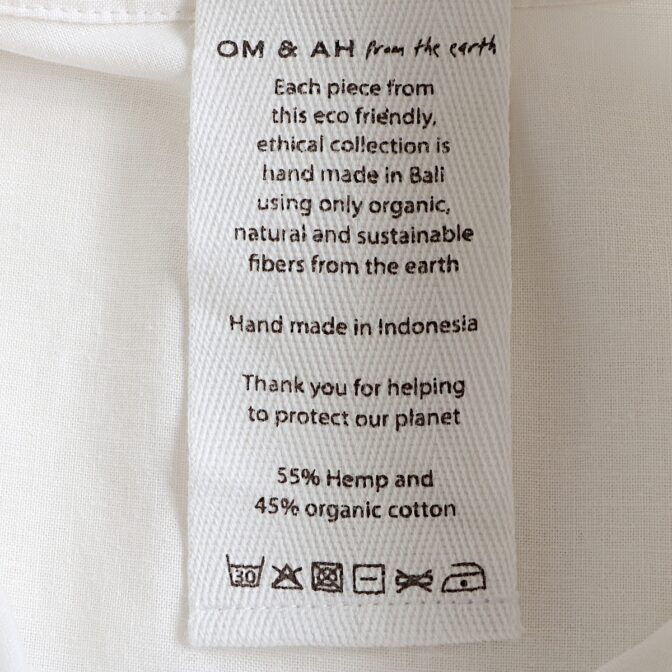 OM & AH from the earth
Each piece from
this eco friendly,
ethical collection is
hand made in Bali
using only organic,
natural and sustainable
fibers from the earth
Hand made in Indonesia
Thank you for helping
to protect our planet
55% Hemp and
45% organic cotton
30